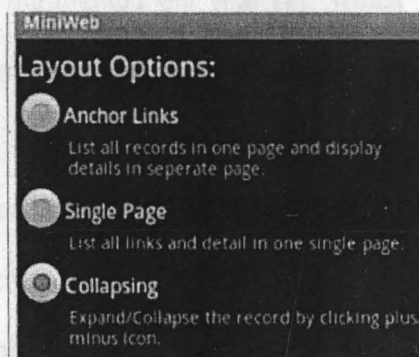 MiniWeb
Layout Options:
Anchor Links
List all records in one page and display
details in seperate page.
Single Page
List all links and detail in one single page.
Collapsing
Expand/Collapse the record by clicking plus
minus icon.